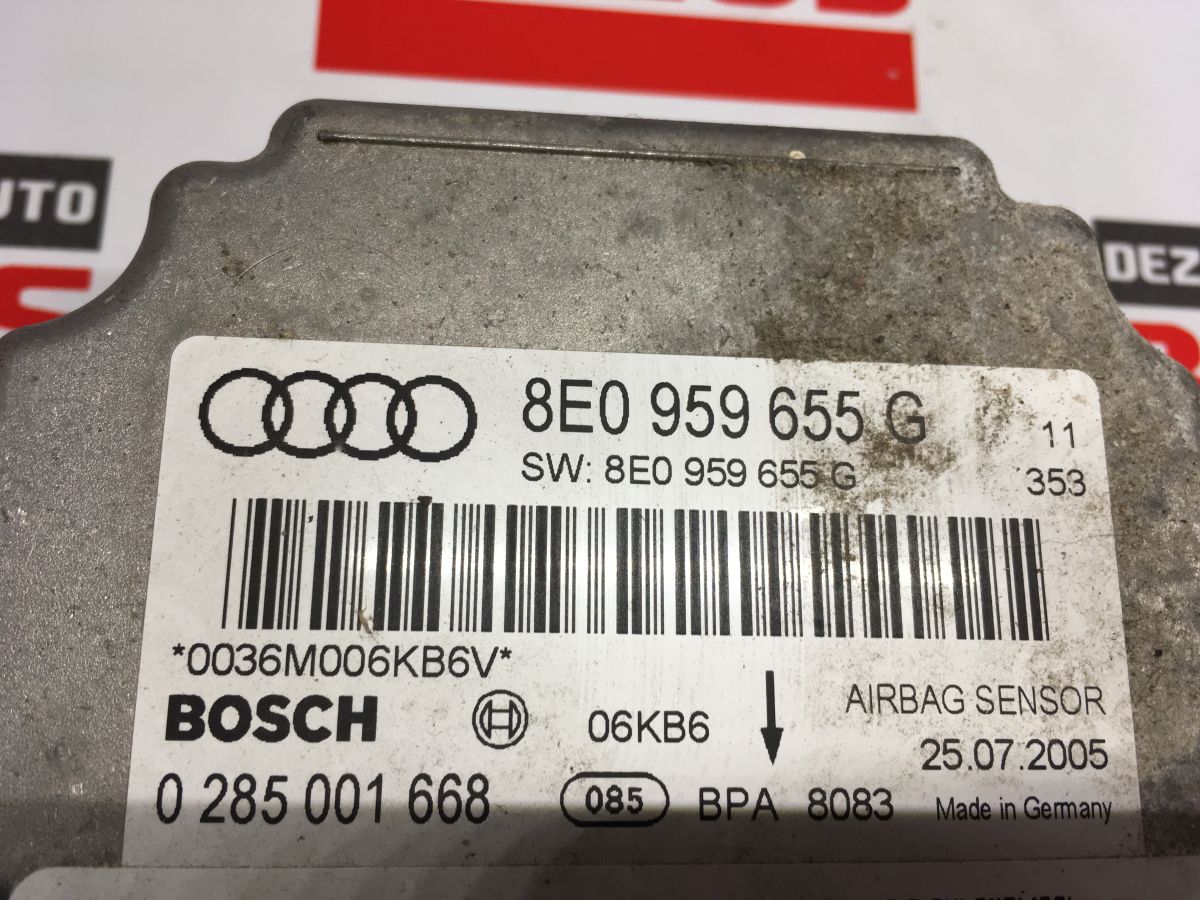 UTO
DEZ
8E0 959 655 G
11
SW: 8E0 959 655 G
353
*0036M006KB6V*
BOSCH
06KB6
AIRBAG SENSOR
25.07.2005
0 285 001 668
085
BPA 8083
Made in Germany